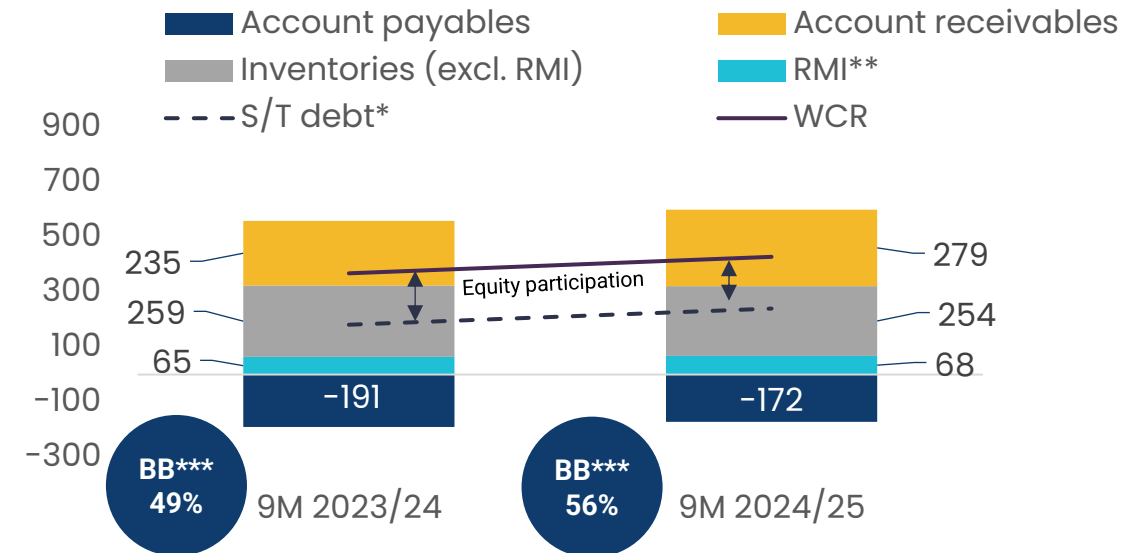 Account payables
Account receivables
Inventories (excl. RMI)
RMI**
S/T debt*
WCR
900
700
500
300
100
-100
-300
235
259
65
-191
Equity participation
279
254
68
-172
BB***
49%
9M 2023/24
BB***
56%
9M 2024/25